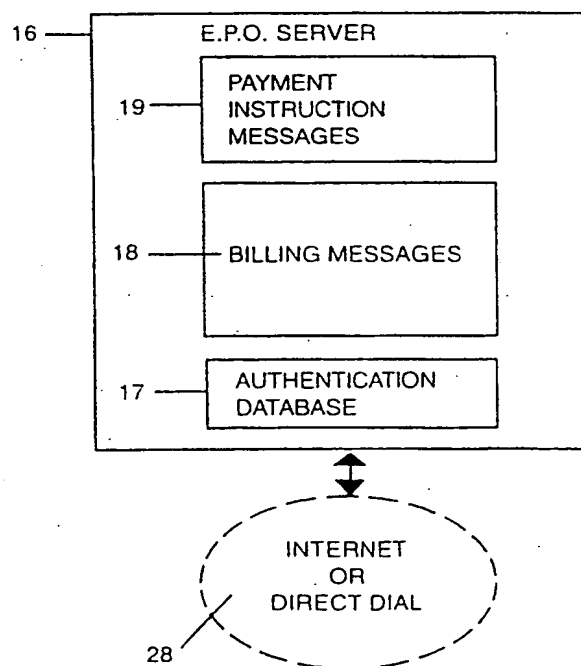 16
E.P.O. SERVER
19
PAYMENT
INSTRUCTION
MESSAGES
18
BILLING MESSAGES
17
AUTHENTICATION
DATABASE
INTERNET
OR
DIRECT DIAL
28